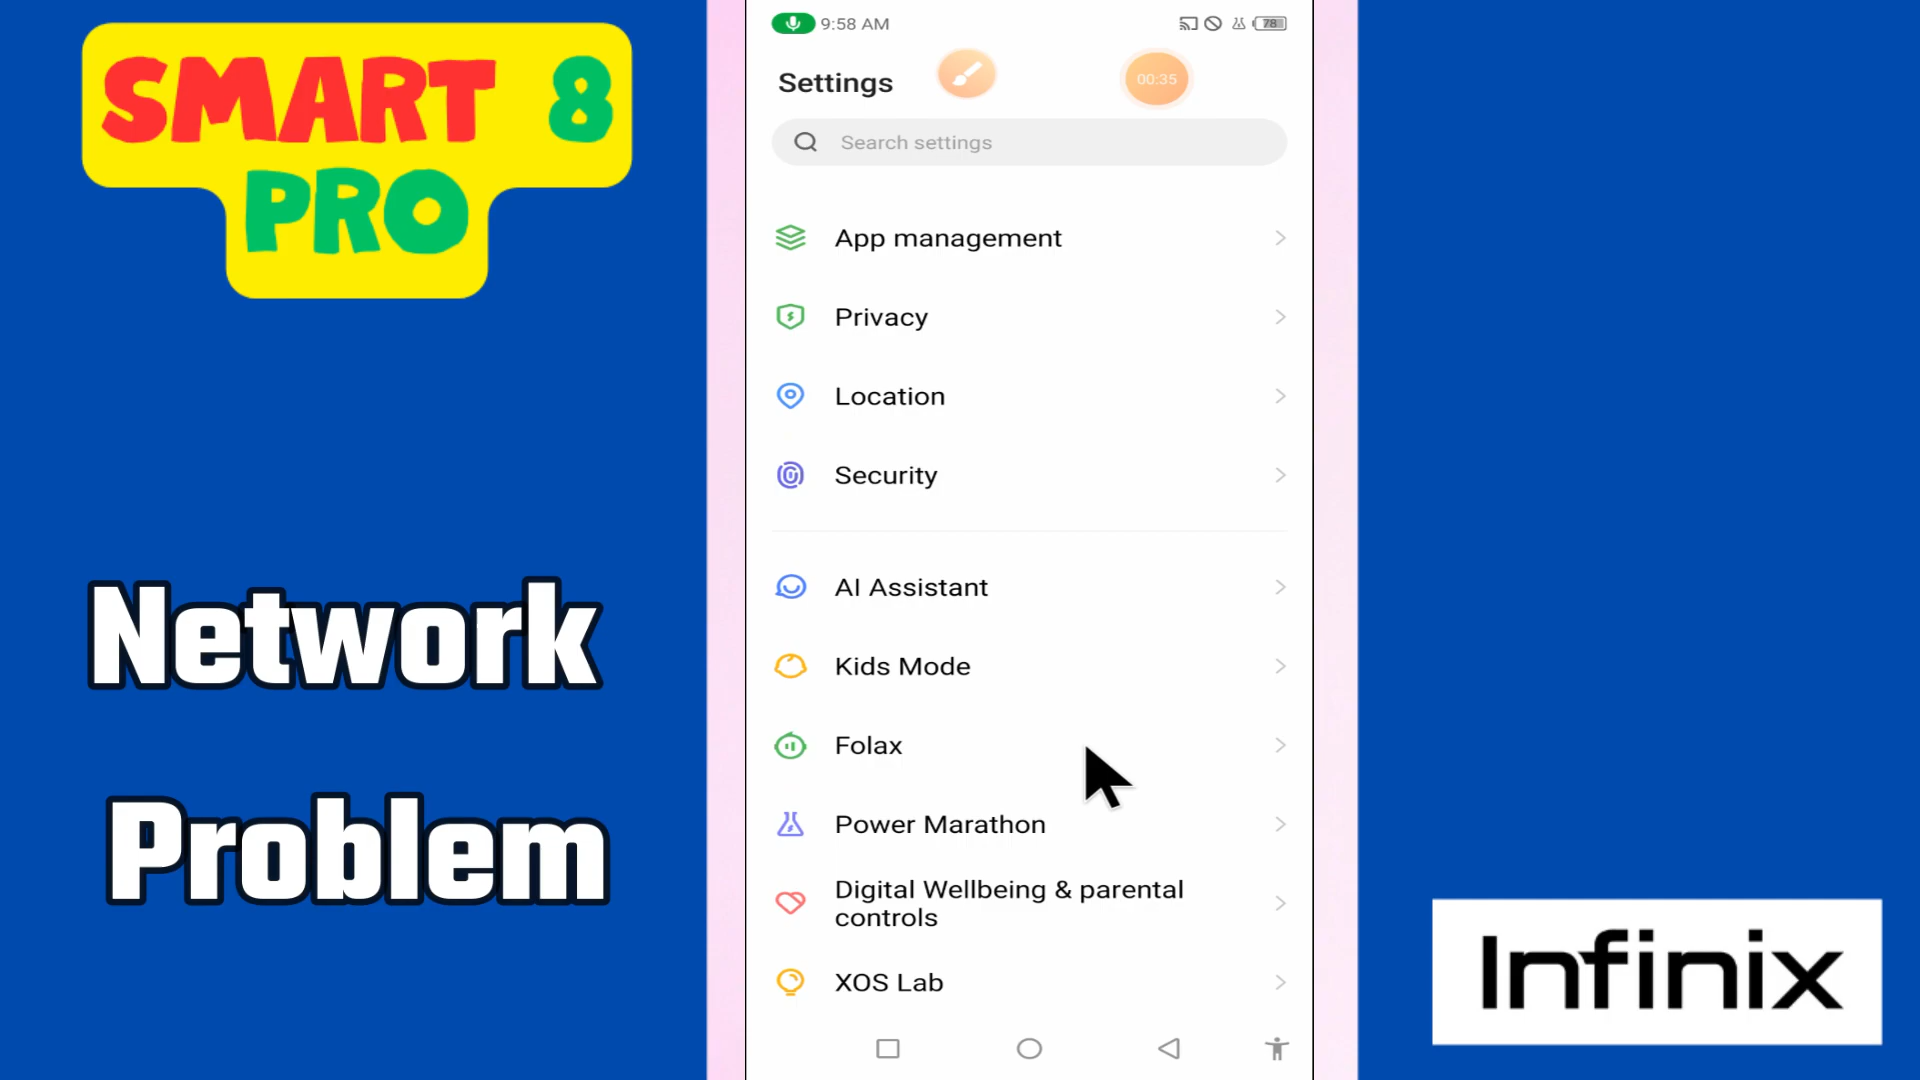 SMART 8
PRO
Network
Problem
9:58 AM
78
Settings
00:35
Search settings
App management
Privacy
Location
Security
AI Assistant
Kids Mode
Folax
Power Marathon
Digital Wellbeing & parental
controls
XOS Lab
Infinix